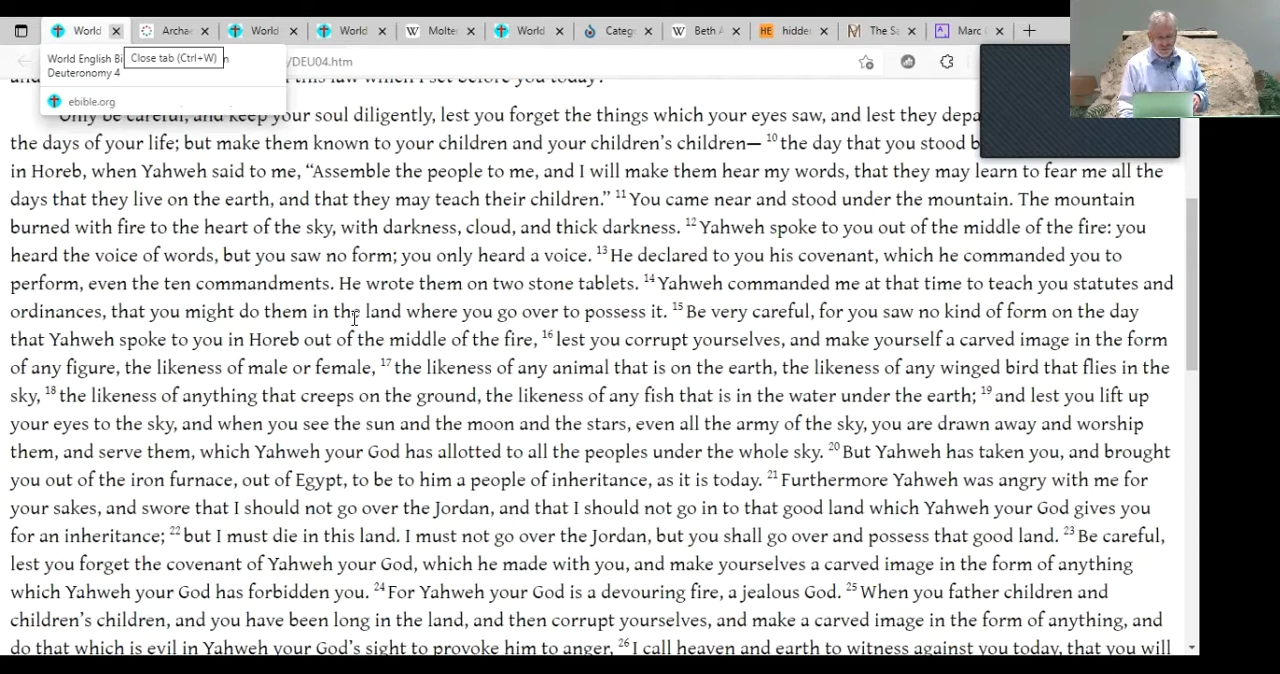 World
Archa
World
World
Molte
World
Categ
Beth A
hidde
The Sa
Marc
World English Bi
Close tab (Ctrl+W)
n
Deuteronomy 4
/DEU04.htm
ebible.org
this law which I set before you today?
Only be careful, and keep your soul diligently, lest you forget the things which your eyes saw, and lest they depa
the days of your life; but make them known to your children and your children’s children— 10 the day that you stood b
in Horeb, when Yahweh said to me, “Assemble the people to me, and I will make them hear my words, that they may learn to fear me all the
days that they live on the earth, and that they may teach their children.” 11 You came near and stood under the mountain. The mountain
burned with fire to the heart of the sky, with darkness, cloud, and thick darkness. 12 Yahweh spoke to you out of the middle of the fire: you
heard the voice of words, but you saw no form; you only heard a voice. 13 He declared to you his covenant, which he commanded you to
perform, even the ten commandments. He wrote them on two stone tablets. 14 Yahweh commanded me at that time to teach you statutes and
ordinances, that you might do them in the land where you go over to possess it. 15 Be very careful, for you saw no kind of form on the day
that Yahweh spoke to you in Horeb out of the middle of the fire, 16 lest you corrupt yourselves, and make yourself a carved image in the form
of any figure, the likeness of male or female, 17 the likeness of any animal that is on the earth, the likeness of any winged bird that flies in the
sky, 18 the likeness of anything that creeps on the ground, the likeness of any fish that is in the water under the earth; 19 and lest you lift up
your eyes to the sky, and when you see the sun and the moon and the stars, even all the army of the sky, you are drawn away and worship
them, and serve them, which Yahweh your God has allotted to all the peoples under the whole sky. 20 But Yahweh has taken you, and brought
you out of the iron furnace, out of Egypt, to be to him a people of inheritance, as it is today. 21 Furthermore Yahweh was angry with me for
your sakes, and swore that I should not go over the Jordan, and that I should not go in to that good land which Yahweh your God gives you
for an inheritance; 22 but I must die in this land. I must not go over the Jordan, but you shall go over and possess that good land. 23 Be careful,
lest you forget the covenant of Yahweh your God, which he made with you, and make yourselves a carved image in the form of anything
which Yahweh your God has forbidden you. 24 For Yahweh your God is a devouring fire, a jealous God. 25 When you father children and
children’s children, and you have been long in the land, and then corrupt yourselves, and make a carved image in the form of anything, and
do that which is evil in Yahweh your God’s sight to provoke him to anger, 26 I call heaven and earth to witness against you today, that you will